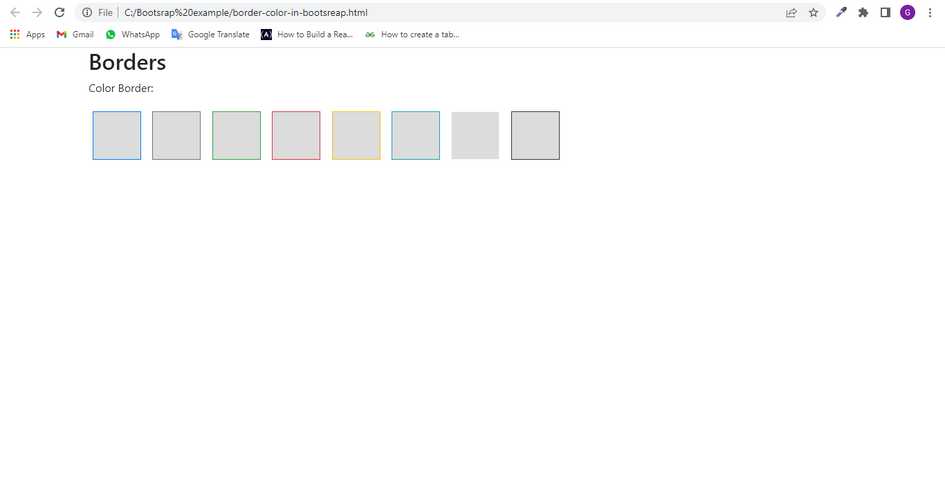 File C:/Bootsrap%20example/border-color-in-bootsreap.html G
Apps Gmail WhatsApp Google Translate How to Build a Rea... How to create a tab...
Borders
Color Border: